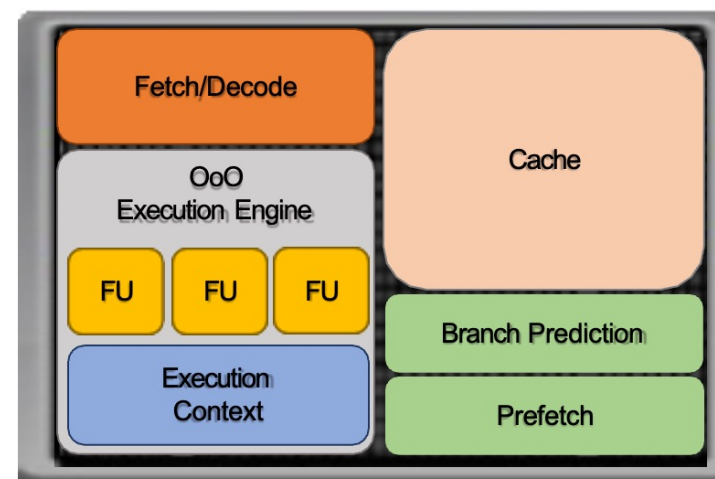 Fetch/Decode
OoO
Execution Engine
FU
FU
FU
Execution
Context
Cache
Branch Prediction
Prefetch